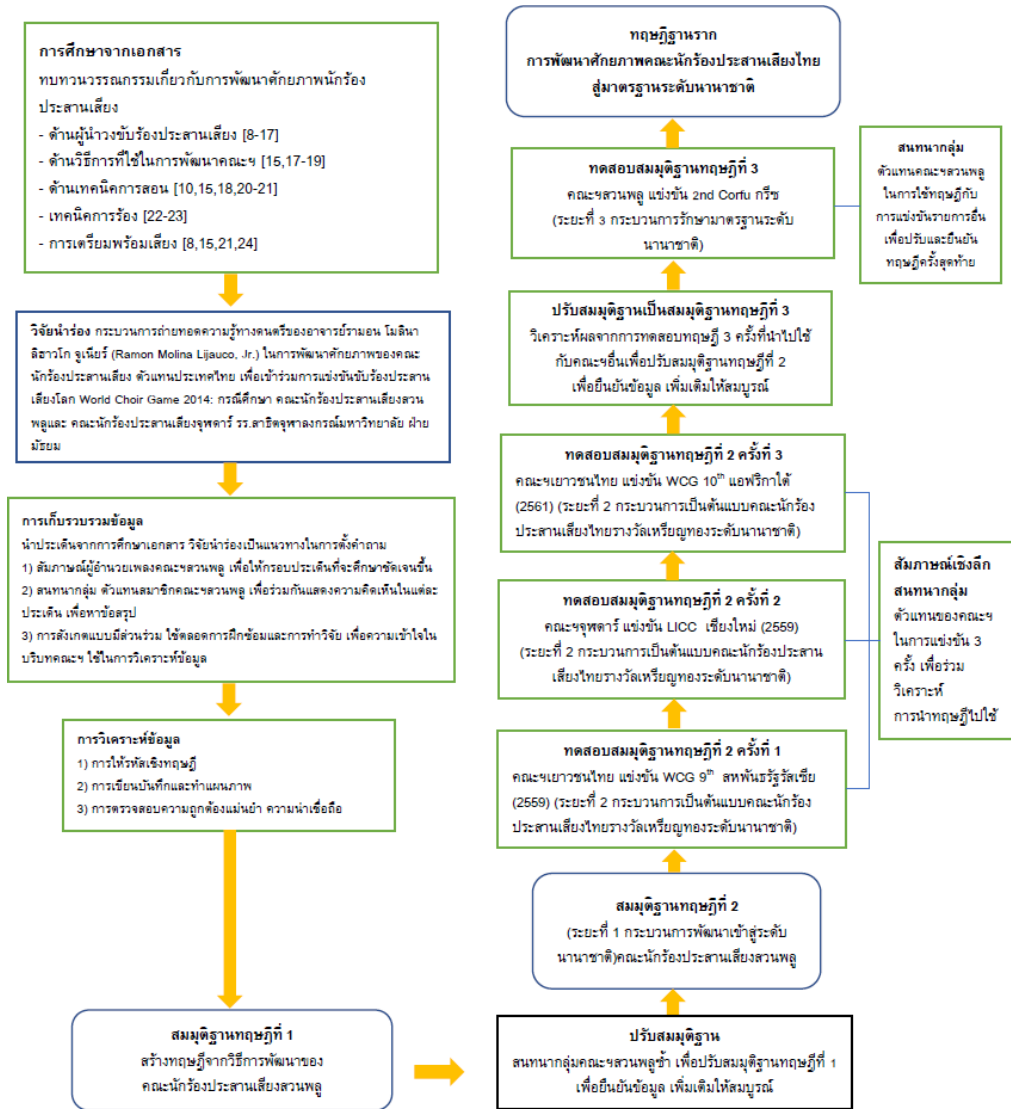 การศึกษาจากเอกสาร
ทบทวนวรรณกรรมเกี่ยวกับการพัฒนาศักยภาพนักร้อง
ประสานเสียง
- ด้านผู้นำวงขับร้องประสานเสียง [8-17]
- ด้านวิธีการที่ใช้ในการพัฒนาคณะฯ [15,17-19]
- ด้านเทคนิคการสอน [10,15,18,20-21]
- เทคนิคการร้อง [22-23]
- การเตรียมพร้อมเสียง [8,15,21,24]
วิจัยนำร่อง กระบวนการถ่ายทอดความรู้ทางดนตรีของอาจารย์รามอน โมลินา
ลิฮาวโก จูเนียร์ (Ramon Molina Lijauco, Jr.) ในการพัฒนาศักยภาพของคณะ
นักร้องประสานเสียง ตัวแทนประเทศไทย เพื่อเข้าร่วมการแข่งขันขับร้องประสาน
เสียงโลก World Choir Game 2014: กรณีศึกษา คณะนักร้องประสานเสียงสวน
พลูและ คณะนักร้องประสานเสียงจุฬดาร์ รร.สาธิตจุฬาลงกรณ์มหาวิทยาลัย ฝ่าย
มัธยม
การเก็บรวบรวมข้อมูล
นำประเด็นจากการศึกษาเอกสาร วิจัยนำร่องเป็นแนวทางในการตั้งคำถาม
1) สัมภาษณ์ผู้อำนวยเพลงคณะฯสวนพลู เพื่อให้กรอบประเด็นที่จะศึกษาชัดเจนขึ้น
2) สนทนากลุ่ม ตัวแทนสมาชิกคณะฯสวนพลู เพื่อร่วมกันแสดงความคิดเห็นในแต่ละ
ประเด็น เพื่อหาข้อสรุป
3) การสังเกตแบบมีส่วนร่วม ใช้ตลอดการฝึกซ้อมและการทำวิจัย เพื่อความเข้าใจใน
บริบทคณะฯ ใช้ในการวิเคราะห์ข้อมูล
การวิเคราะห์ข้อมูล
1) การให้รหัสเชิงทฤษฎี
2) การเขียนบันทึกและทำแผนภาพ
3) การตรวจสอบความถูกต้องแม่นยำ ความน่าเชื่อถือ
สมมุติฐานทฤษฎีที่ 1
สร้างทฤษฎีจากวิธีการพัฒนาของ
คณะนักร้องประสานเสียงสวนพลู
ปรับสมมุติฐาน
สนทนากลุ่มคณะฯสวนพลูซ้ำ เพื่อปรับสมมุติฐานทฤษฎีที่ 1
เพื่อยืนยันข้อมูล เพิ่มเติมให้สมบูรณ์
สมมุติฐานทฤษฎีที่ 2
(ระยะที่ 1 กระบวนการพัฒนาเข้าสู่ระดับ
นานาชาติ)คณะนักร้องประสานเสียงสวนพลู
ทดสอบสมมุติฐานทฤษฎีที่ 2 ครั้งที่ 1
คณะฯเยาวชนไทย แข่งขัน WCG 9th สหพันธรัฐรัสเซีย
(2559) (ระยะที่ 2 กระบวนการเป็นต้นแบบคณะนักร้อง
ประสานเสียงไทยรางวัลเหรียญทองระดับนานาชาติ)
ทดสอบสมมุติฐานทฤษฎีที่ 2 ครั้งที่ 2
คณะฯจุฬดาร์ แข่งขัน LICC เชียงใหม่ (2559)
(ระยะที่ 2 กระบวนการเป็นต้นแบบคณะนักร้องประสาน
เสียงไทยรางวัลเหรียญทองระดับนานาชาติ)
ทดสอบสมมุติฐานทฤษฎีที่ 2 ครั้งที่ 3
คณะฯเยาวชนไทย แข่งขัน WCG 10th แอฟริกาใต้
(2561) (ระยะที่ 2 กระบวนการเป็นต้นแบบคณะนักร้อง
ประสานเสียงไทยรางวัลเหรียญทองระดับนานาชาติ)
สัมภาษณ์เชิงลึก
สนทนากลุ่ม
ตัวแทนของคณะฯ
ในการแข่งขัน 3
ครั้ง เพื่อร่วม
วิเคราะห์
การนำทฤษฎีไปใช้
ปรับสมมุติฐานเป็นสมมุติฐานทฤษฎีที่ 3
วิเคราะห์ผลจากการทดสอบทฤษฎี 3 ครั้งที่นำไปใช้
กับคณะฯอื่นเพื่อปรับสมมุติฐานทฤษฎีที่ 2
เพื่อยืนยันข้อมูล เพิ่มเติมให้สมบูรณ์
ทดสอบสมมุติฐานทฤษฎีที่ 3
คณะฯสวนพลู แข่งขัน 2nd Corfu กรีซ
(ระยะที่ 3 กระบวนการรักษามาตรฐานระดับ
นานาชาติ)
สนทนากลุ่ม
ตัวแทนคณะฯสวนพลู
ในการใช้ทฤษฎีกับ
การแข่งขันรายการอื่น
เพื่อปรับและยืนยัน
ทฤษฎีครั้งสุดท้าย
ทฤษฎีฐานราก
การพัฒนาศักยภาพคณะนักร้องประสานเสียงไทย
สู่มาตรฐานระดับนานาชาติ